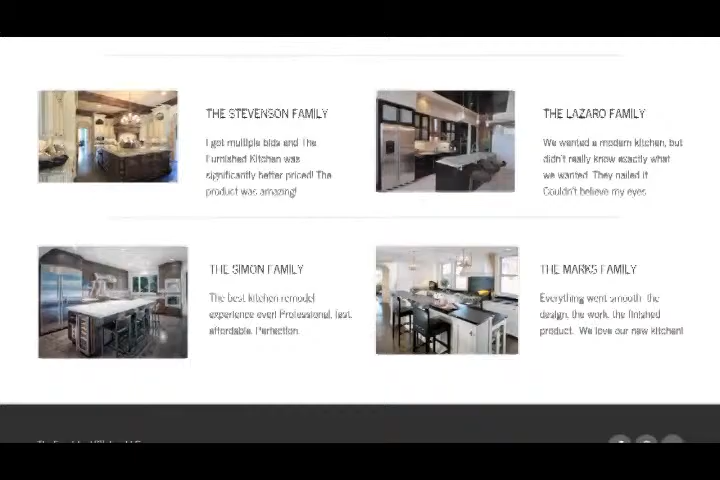 THE STEVENSON FAMILY
I got multiple bids and The
Furnished Kitchen was
significantly better priced! The
product was amazing!
THE LAZARO FAMILY
We wanted a modern kitchen, but
didn't really know exactly what
we wanted. They nailed it.
Couldn't believe my eyes.
THE SIMON FAMILY
The best kitchen remodel
experience ever! Professional, fast,
affordable. Perfection.
THE MARKS FAMILY
Everything went smooth: the
design, the work, the finished
product. We love our new kitchen!